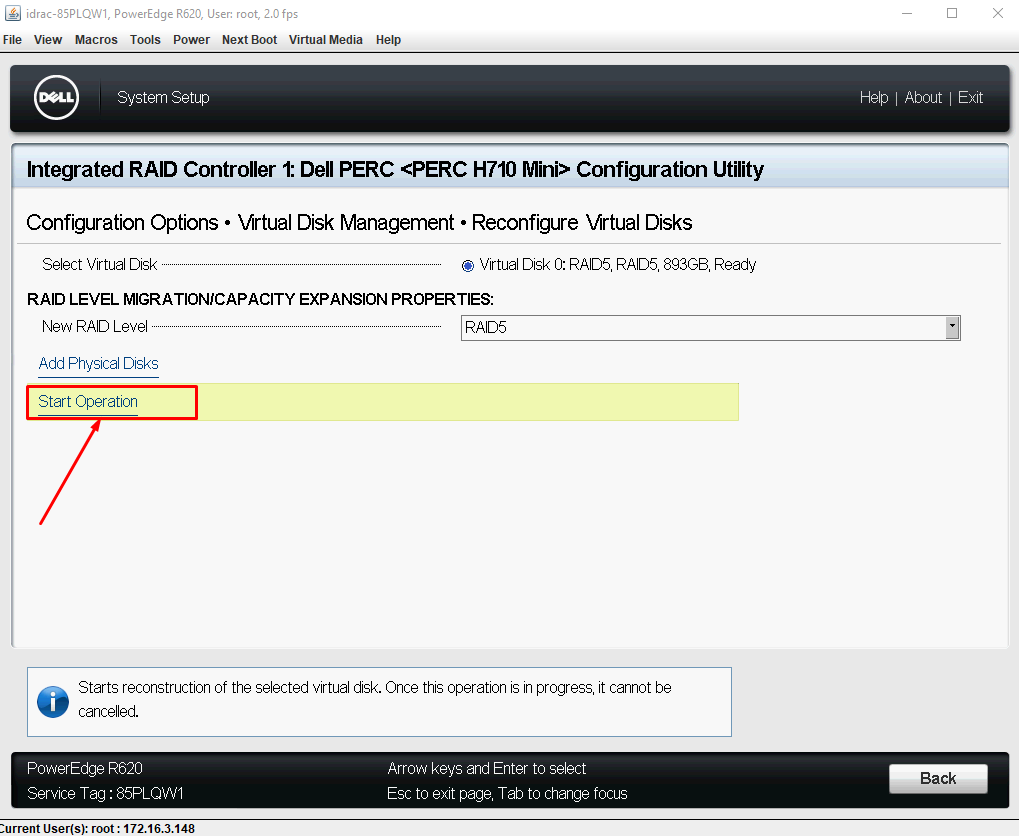 idrac-85PLQW1, PowerEdge R620, User: root, 2.0 fps
File View Macros Tools Power Next Boot Virtual Media Help
DELL System Setup Help | About | Exit
Integrated RAID Controller 1: Dell PERC <PERC H710 Mini> Configuration Utility
Configuration Options • Virtual Disk Management • Reconfigure Virtual Disks
Select Virtual Disk Virtual Disk 0: RAID5, RAID5, 893GB, Ready
RAID LEVEL MIGRATION/CAPACITY EXPANSION PROPERTIES:
New RAID Level RAID5
Add Physical Disks
Start Operation
Starts reconstruction of the selected virtual disk. Once this operation is in progress, it cannot be
cancelled.
PowerEdge R620 Arrow keys and Enter to select
Service Tag : 85PLQW1 Esc to exit page, Tab to change focus
Back
Current User(s): root : 172.16.3.148